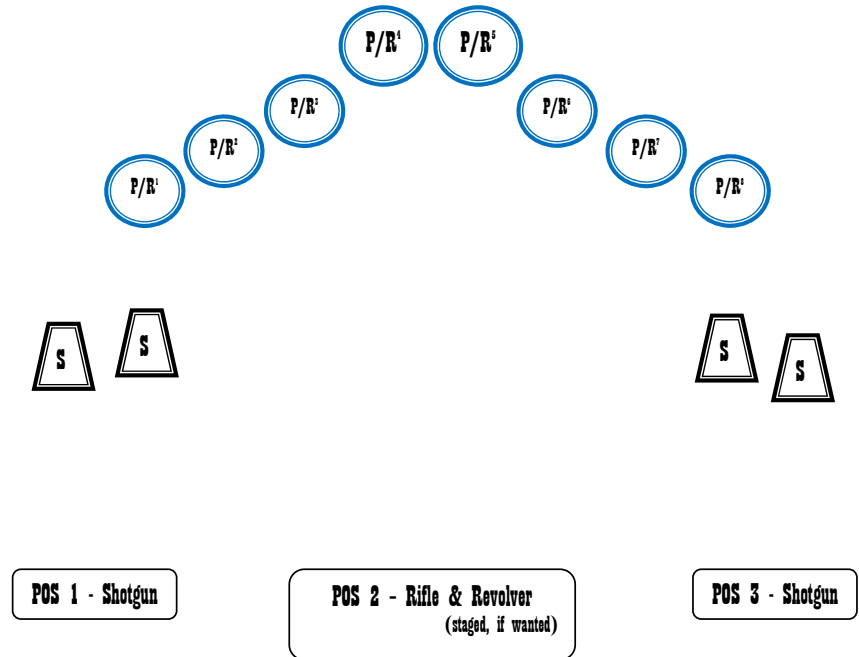 P/R⁴ P/R⁵
P/R³ P/R⁶
P/R² P/R⁷
P/R¹ P/R⁸
S S S S
POS 1 - Shotgun
POS 2 – Rifle & Revolver
(staged, if wanted)
POS 3 - Shotgun